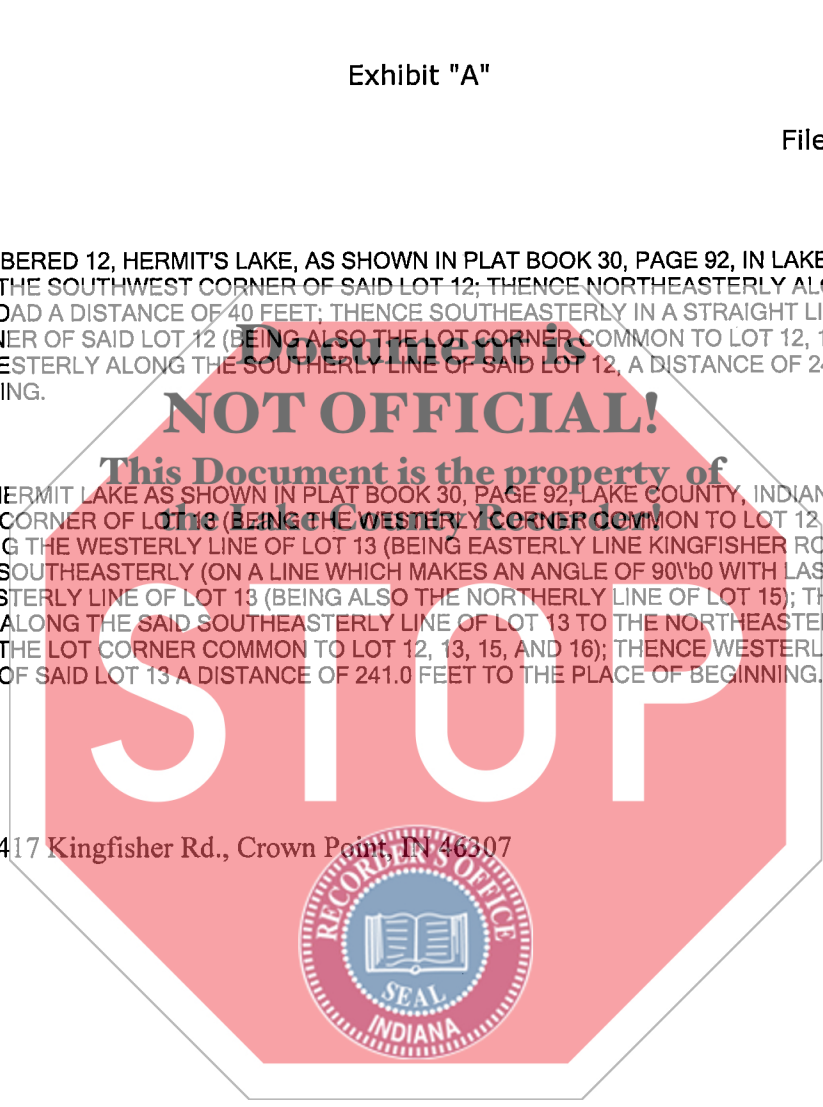 Exhibit "A"
File
BERED 12, HERMIT'S LAKE, AS SHOWN IN PLAT BOOK 30, PAGE 92, IN LAKE
THE SOUTHWEST CORNER OF SAID LOT 12; THENCE NORTHEASTERLY ALO
OAD A DISTANCE OF 40 FEET; THENCE SOUTHEASTERLY IN A STRAIGHT LI
NER OF SAID LOT 12 (BEING ALSO THE LOT CORNER COMMON TO LOT 12, 1
Document is
ESTERLY ALONG THE SOUTHERLY LINE OF SAID LOT 12, A DISTANCE OF 24
ING.
NOT OFFICIAL!
This Document is the property of
HERMIT LAKE AS SHOWN IN PLAT BOOK 30, PAGE 92, LAKE COUNTY, INDIAN
the Lake County Recorder!
CORNER OF LOT 13 (BEING THE WESTERLY CORNER COMMON TO LOT 12
G THE WESTERLY LINE OF LOT 13 (BEING EASTERLY LINE KINGFISHER RO
SOUTHEASTERLY (ON A LINE WHICH MAKES AN ANGLE OF 90\'b0 WITH LAS
STERLY LINE OF LOT 13 (BEING ALSO THE NORTHERLY LINE OF LOT 15); TH
ALONG THE SAID SOUTHEASTERLY LINE OF LOT 13 TO THE NORTHEASTE
THE LOT CORNER COMMON TO LOT 12, 13, 15, AND 16); THENCE WESTERL
OF SAID LOT 13 A DISTANCE OF 241.0 FEET TO THE PLACE OF BEGINNING.
STOP
417 Kingfisher Rd., Crown Point, IN 46307
RECORDER'S OFFICE
SEAL
INDIANA